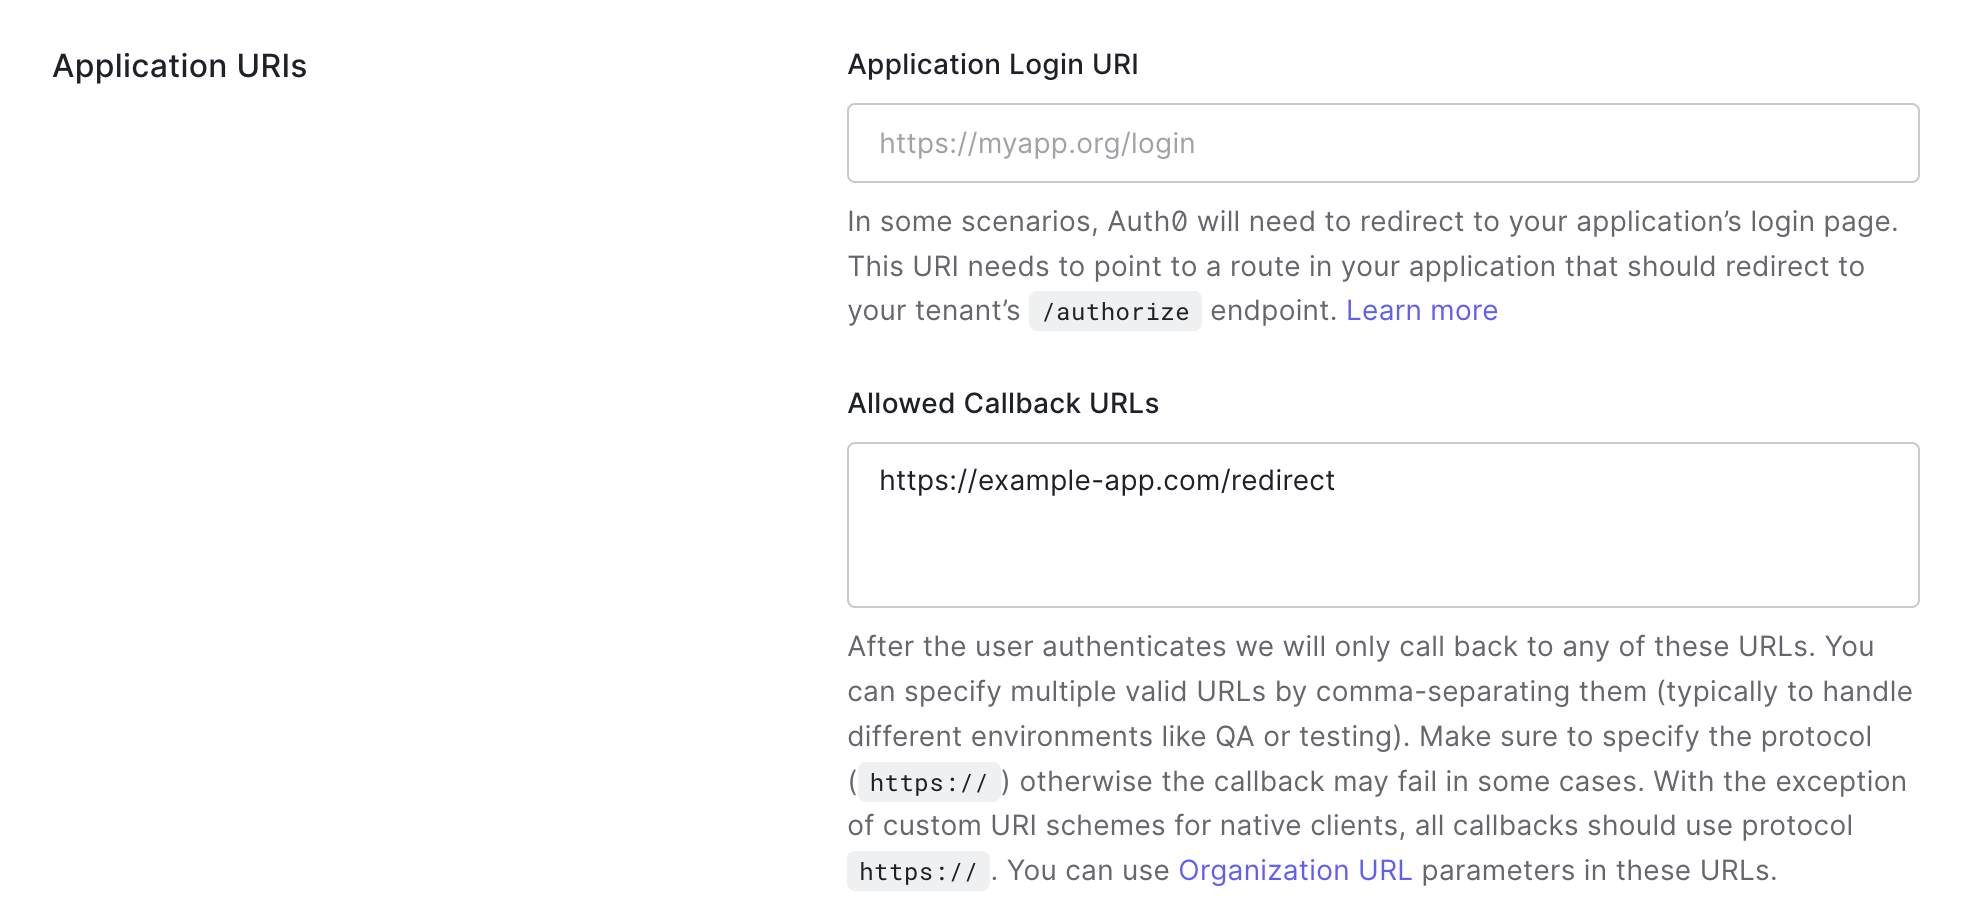 Application URIs
Application Login URI
https://myapp.org/login
In some scenarios, Auth0 will need to redirect to your application’s login page.
This URI needs to point to a route in your application that should redirect to
your tenant’s /authorize endpoint. Learn more
Allowed Callback URLs
https://example-app.com/redirect
After the user authenticates we will only call back to any of these URLs. You
can specify multiple valid URLs by comma-separating them (typically to handle
different environments like QA or testing). Make sure to specify the protocol
(https://) otherwise the callback may fail in some cases. With the exception
of custom URI schemes for native clients, all callbacks should use protocol
https://. You can use Organization URL parameters in these URLs.